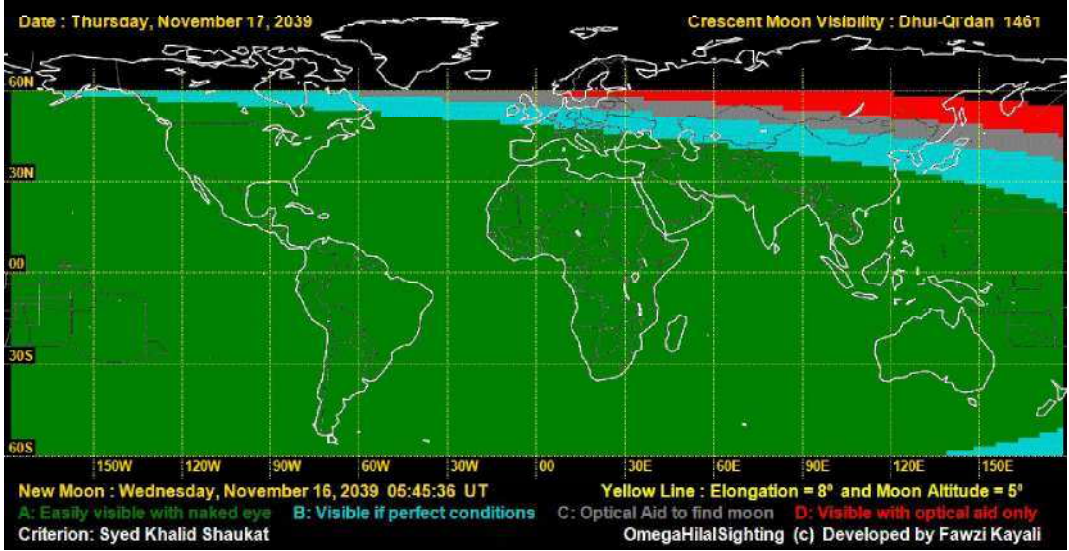 Date : Thursday, November 17, 2039 Crescent Moon Visibility : Dhul-Qi'dah 1461
60N
30N
00
30S
60S
150W 120W 90W 60W 30W 00 30E 60E 90E 120E 150E
New Moon : Wednesday, November 16, 2039 05:45:36 UT Yellow Line : Elongation = 8° and Moon Altitude = 5°
A: Easily visible with naked eye B: Visible if perfect conditions C: Optical Aid to find moon D: Visible with optical aid only
Criterion: Syed Khalid Shaukat OmegaHilalSighting (c) Developed by Fawzi Kayali